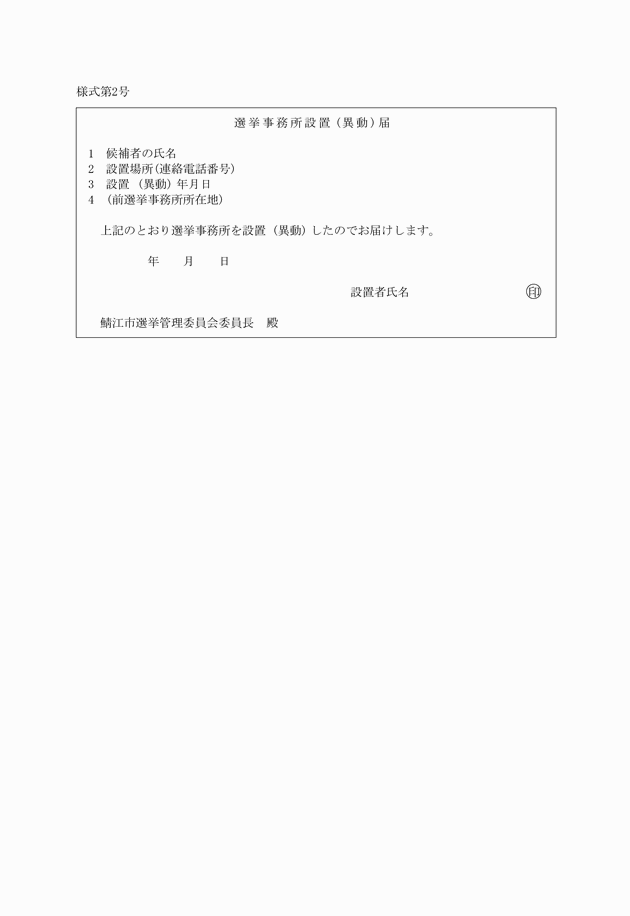 様式第2号
選挙事務所設置(異動)届
1　候補者の氏名
2　設置場所(連絡電話番号)
3　設置(異動)年月日
4　(前選挙事務所所在地)
上記のとおり選挙事務所を設置(異動)したのでお届けします。
年　月　日
設置者氏名　㊞
鯖江市選挙管理委員会委員長　殿